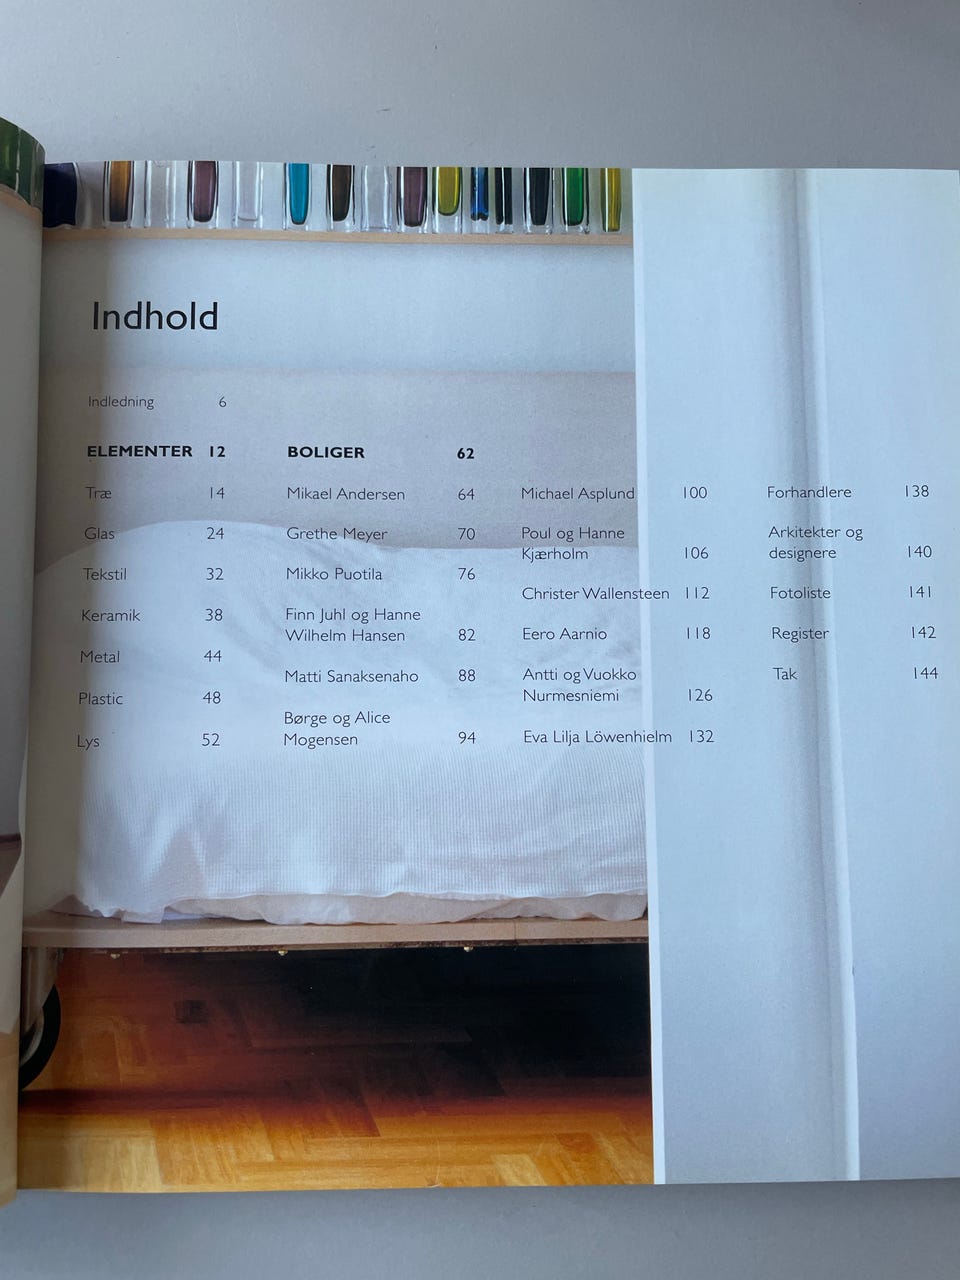 Indhold
Indledning 6
ELEMENTER 12
Træ 14
Glas 24
Tekstil 32
Keramik 38
Metal 44
Plastic 48
Lys 52
BOLIGER 62
Mikael Andersen 64
Grethe Meyer 70
Mikko Puotila 76
Finn Juhl og Hanne
Wilhelm Hansen 82
Matti Sanaksenaho 88
Børge og Alice
Mogensen 94
Michael Asplund 100
Poul og Hanne
Kjærholm 106
Christer Wallensteen 112
Eero Aarnio 118
Antti og Vuokko
Nurmesniemi 126
Eva Lilja Löwenhielm 132
Forhandlere 138
Arkitekter og
designere 140
Fotoliste 141
Register 142
Tak 144